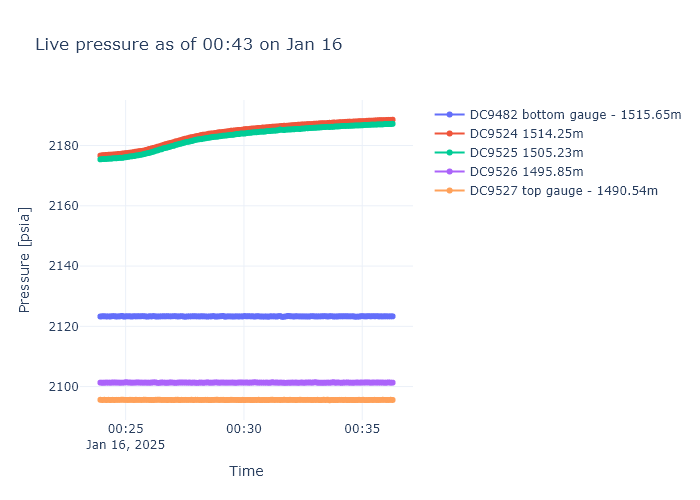 Live pressure as of 00:43 on Jan 16
DC9482 bottom gauge - 1515.65m
DC9524 1514.25m
DC9525 1505.23m
DC9526 1495.85m
DC9527 top gauge - 1490.54m
Pressure [psia]
2180
2160
2140
2120
2100
00:25
00:30
00:35
Jan 16, 2025
Time